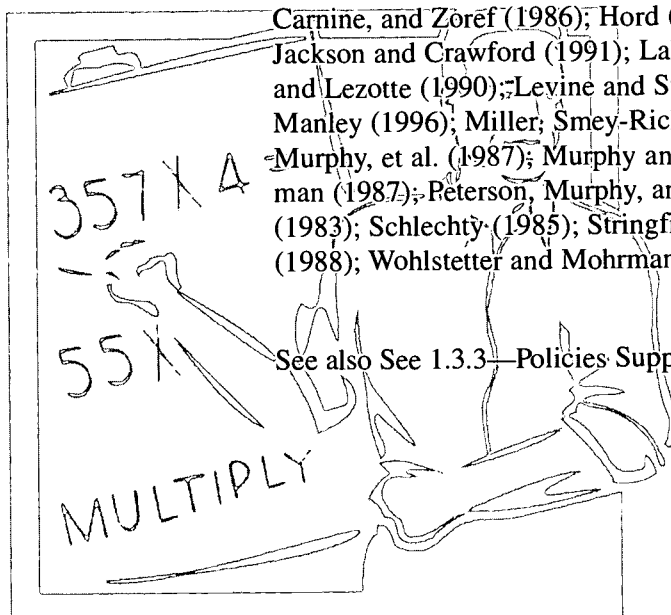 Carnine, and Zoref (1986); Hord (
Jackson and Crawford (1991); La
and Lezotte (1990); Levine and S
Manley (1996); Miller, Smey-Ric
Murphy, et al. (1987); Murphy an
man (1987); Peterson, Murphy, an
(1983); Schlechty (1985); Stringf
(1988); Wohlstetter and Mohrman
See also See 1.3.3—Policies Supp
357 X 4
55 X
MULTIPLY